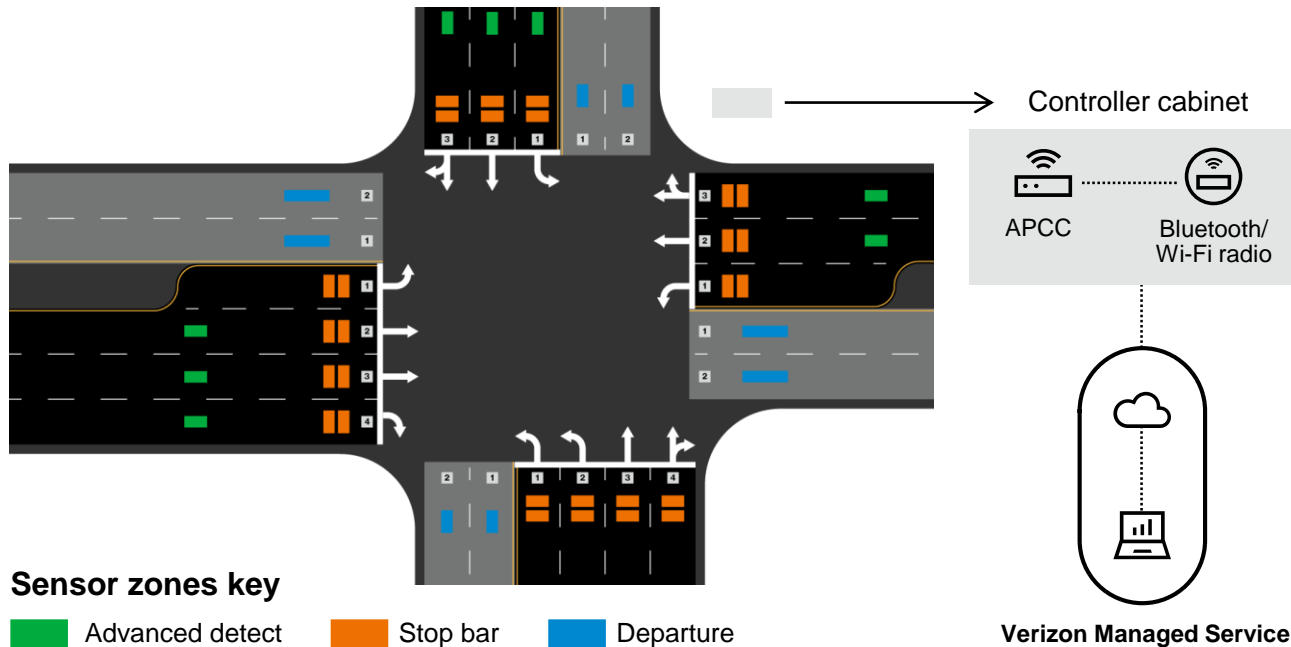 3 2 1 1 2
Controller cabinet
APCC
Bluetooth/
Wi-Fi radio
2
1
1
2
3
4
3
2
1
1
2
2 1 1 2 3 4
Sensor zones key
Advanced detect Stop bar Departure
Verizon Managed Service